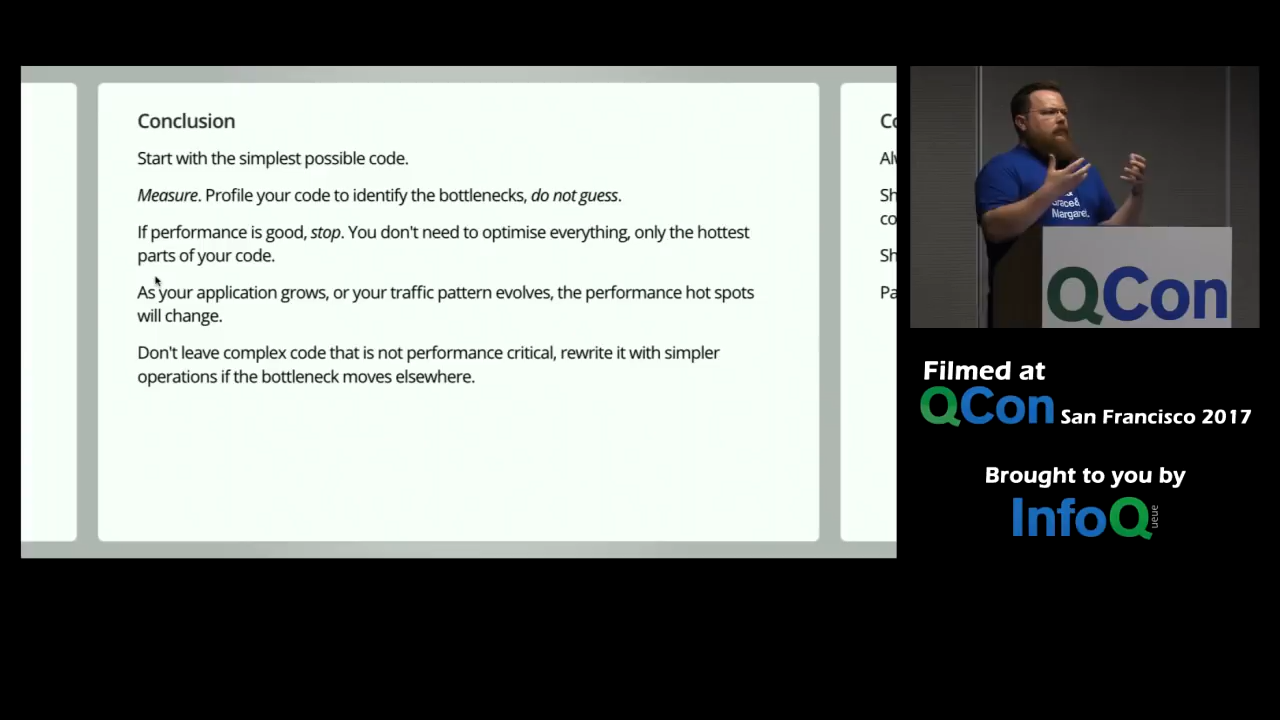 Conclusion
Start with the simplest possible code.
Measure. Profile your code to identify the bottlenecks, do not guess.
If performance is good, stop. You don't need to optimise everything, only the hottest
parts of your code.
As your application grows, or your traffic pattern evolves, the performance hot spots
will change.
Don't leave complex code that is not performance critical, rewrite it with simpler
operations if the bottleneck moves elsewhere.
Margaret.
QCon
Filmed at
QCon San Francisco 2017
Brought to you by
InfoQ
ueue